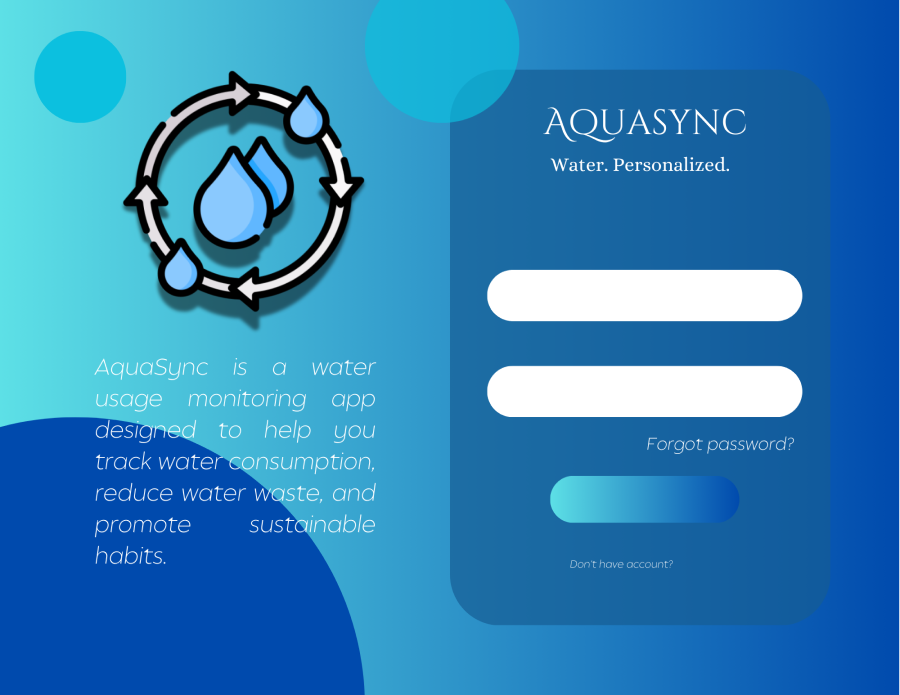 AQUASYNC
Water. Personalized.
AquaSync is a water
usage monitoring app
designed to help you
track water consumption,
reduce water waste, and
promote sustainable
habits.
Forgot password?
Don't have account?